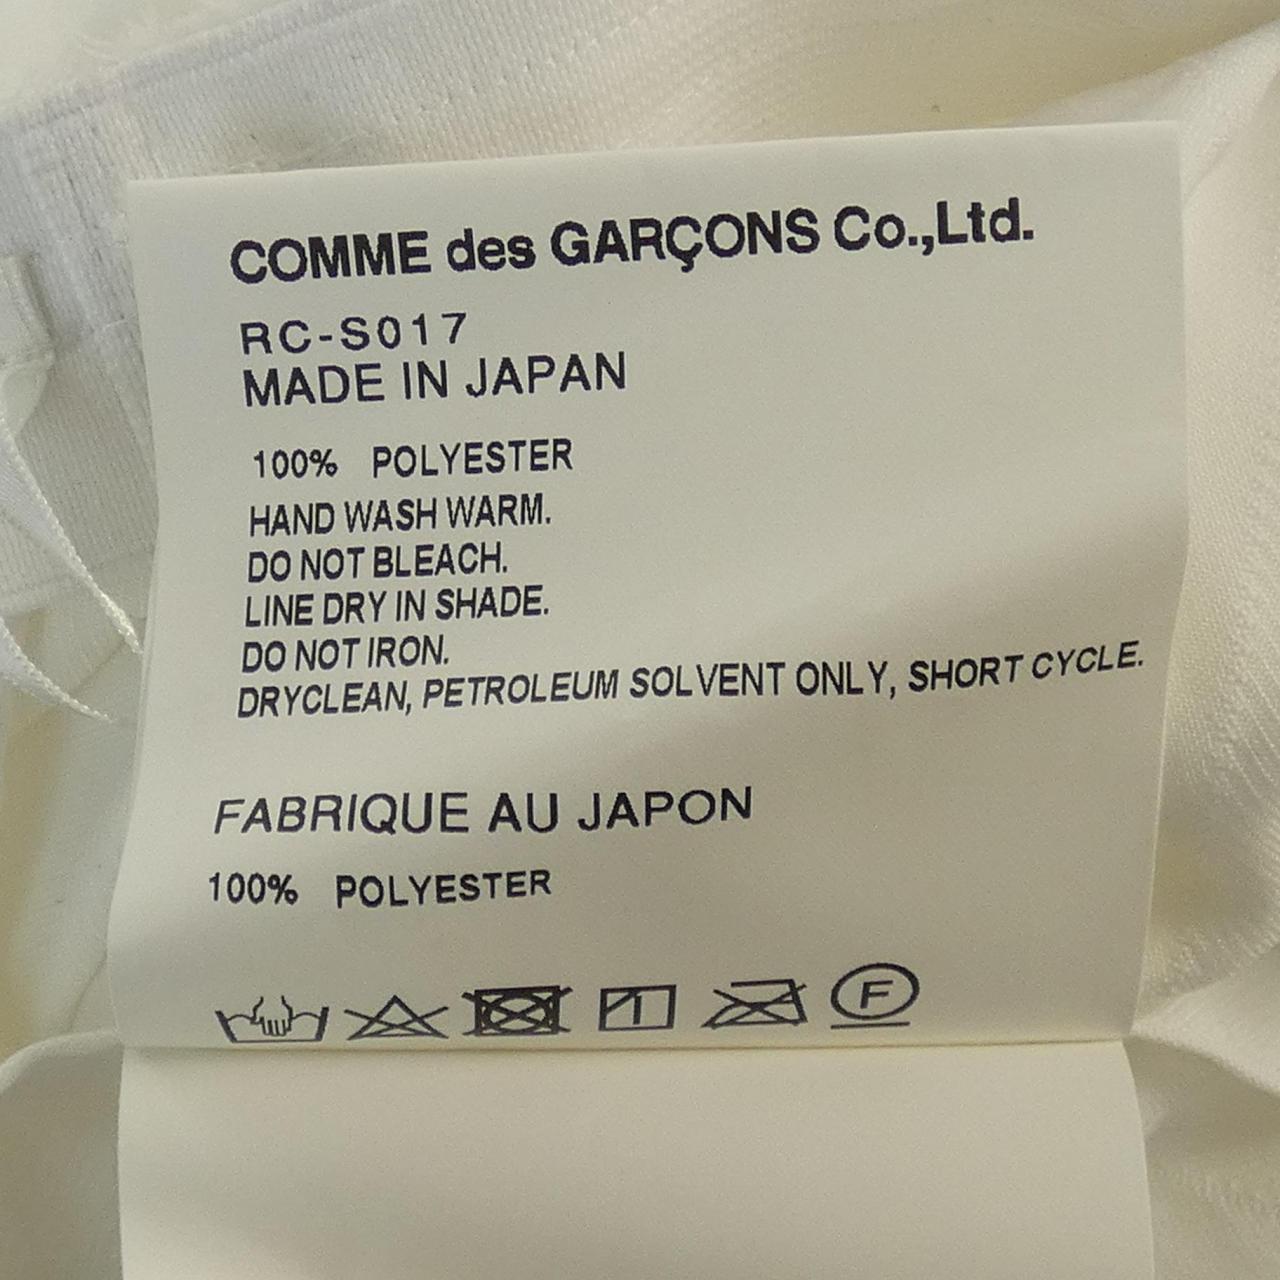 COMME des GARÇONS Co.,Ltd.
RC-S017
MADE IN JAPAN
100% POLYESTER
HAND WASH WARM.
DO NOT BLEACH.
LINE DRY IN SHADE.
DO NOT IRON.
DRYCLEAN, PETROLEUM SOLVENT ONLY, SHORT CYCLE.
FABRIQUE AU JAPON
100% POLYESTER
F